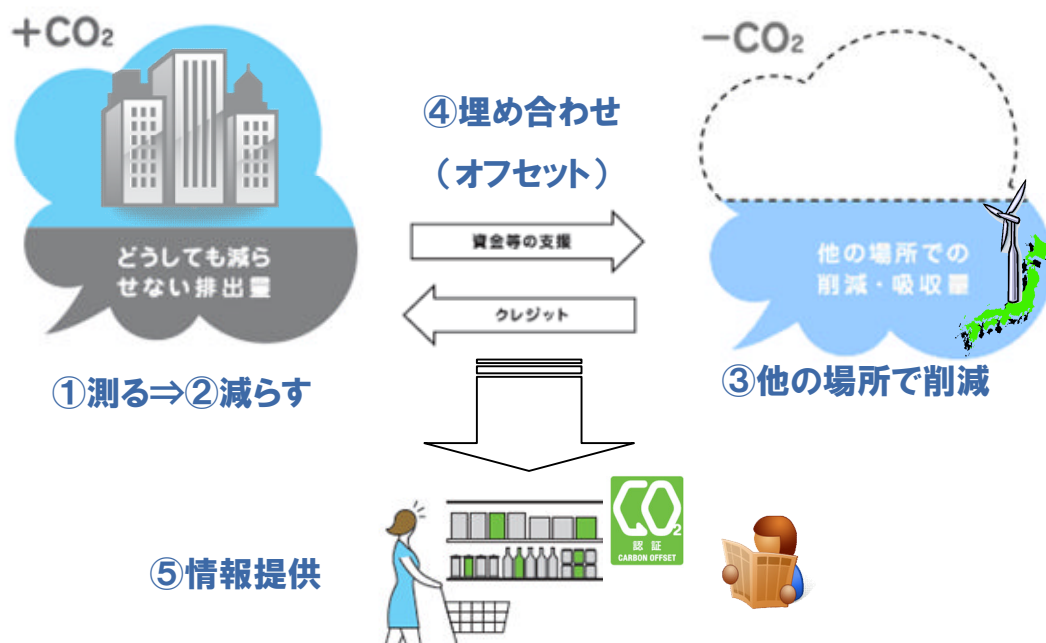 +CO₂
-CO₂
④埋め合わせ
(オフセット)
どうしても減ら
せない排出量
資金等の支援
クレジット
他の場所での
削減・吸収量
①測る⇒②減らす
③他の場所で削減
CO₂
認証
CARBON OFFSET
⑤情報提供